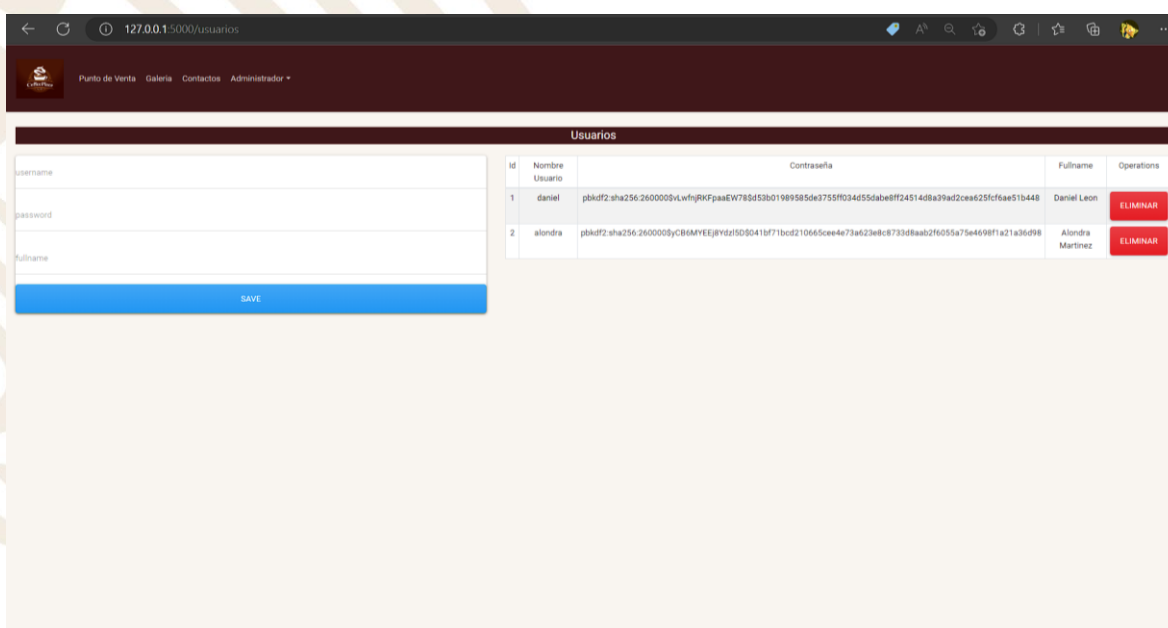 127.0.0.1:5000/usuarios
Punto de Venta Galeria Contactos Administrador
Usuarios
username
password
fullname
SAVE
Id Nombre Usuario Contraseña Fullname Operations
1 daniel Daniel Leon ELIMINAR
2 alondra Alondra Martinez ELIMINAR